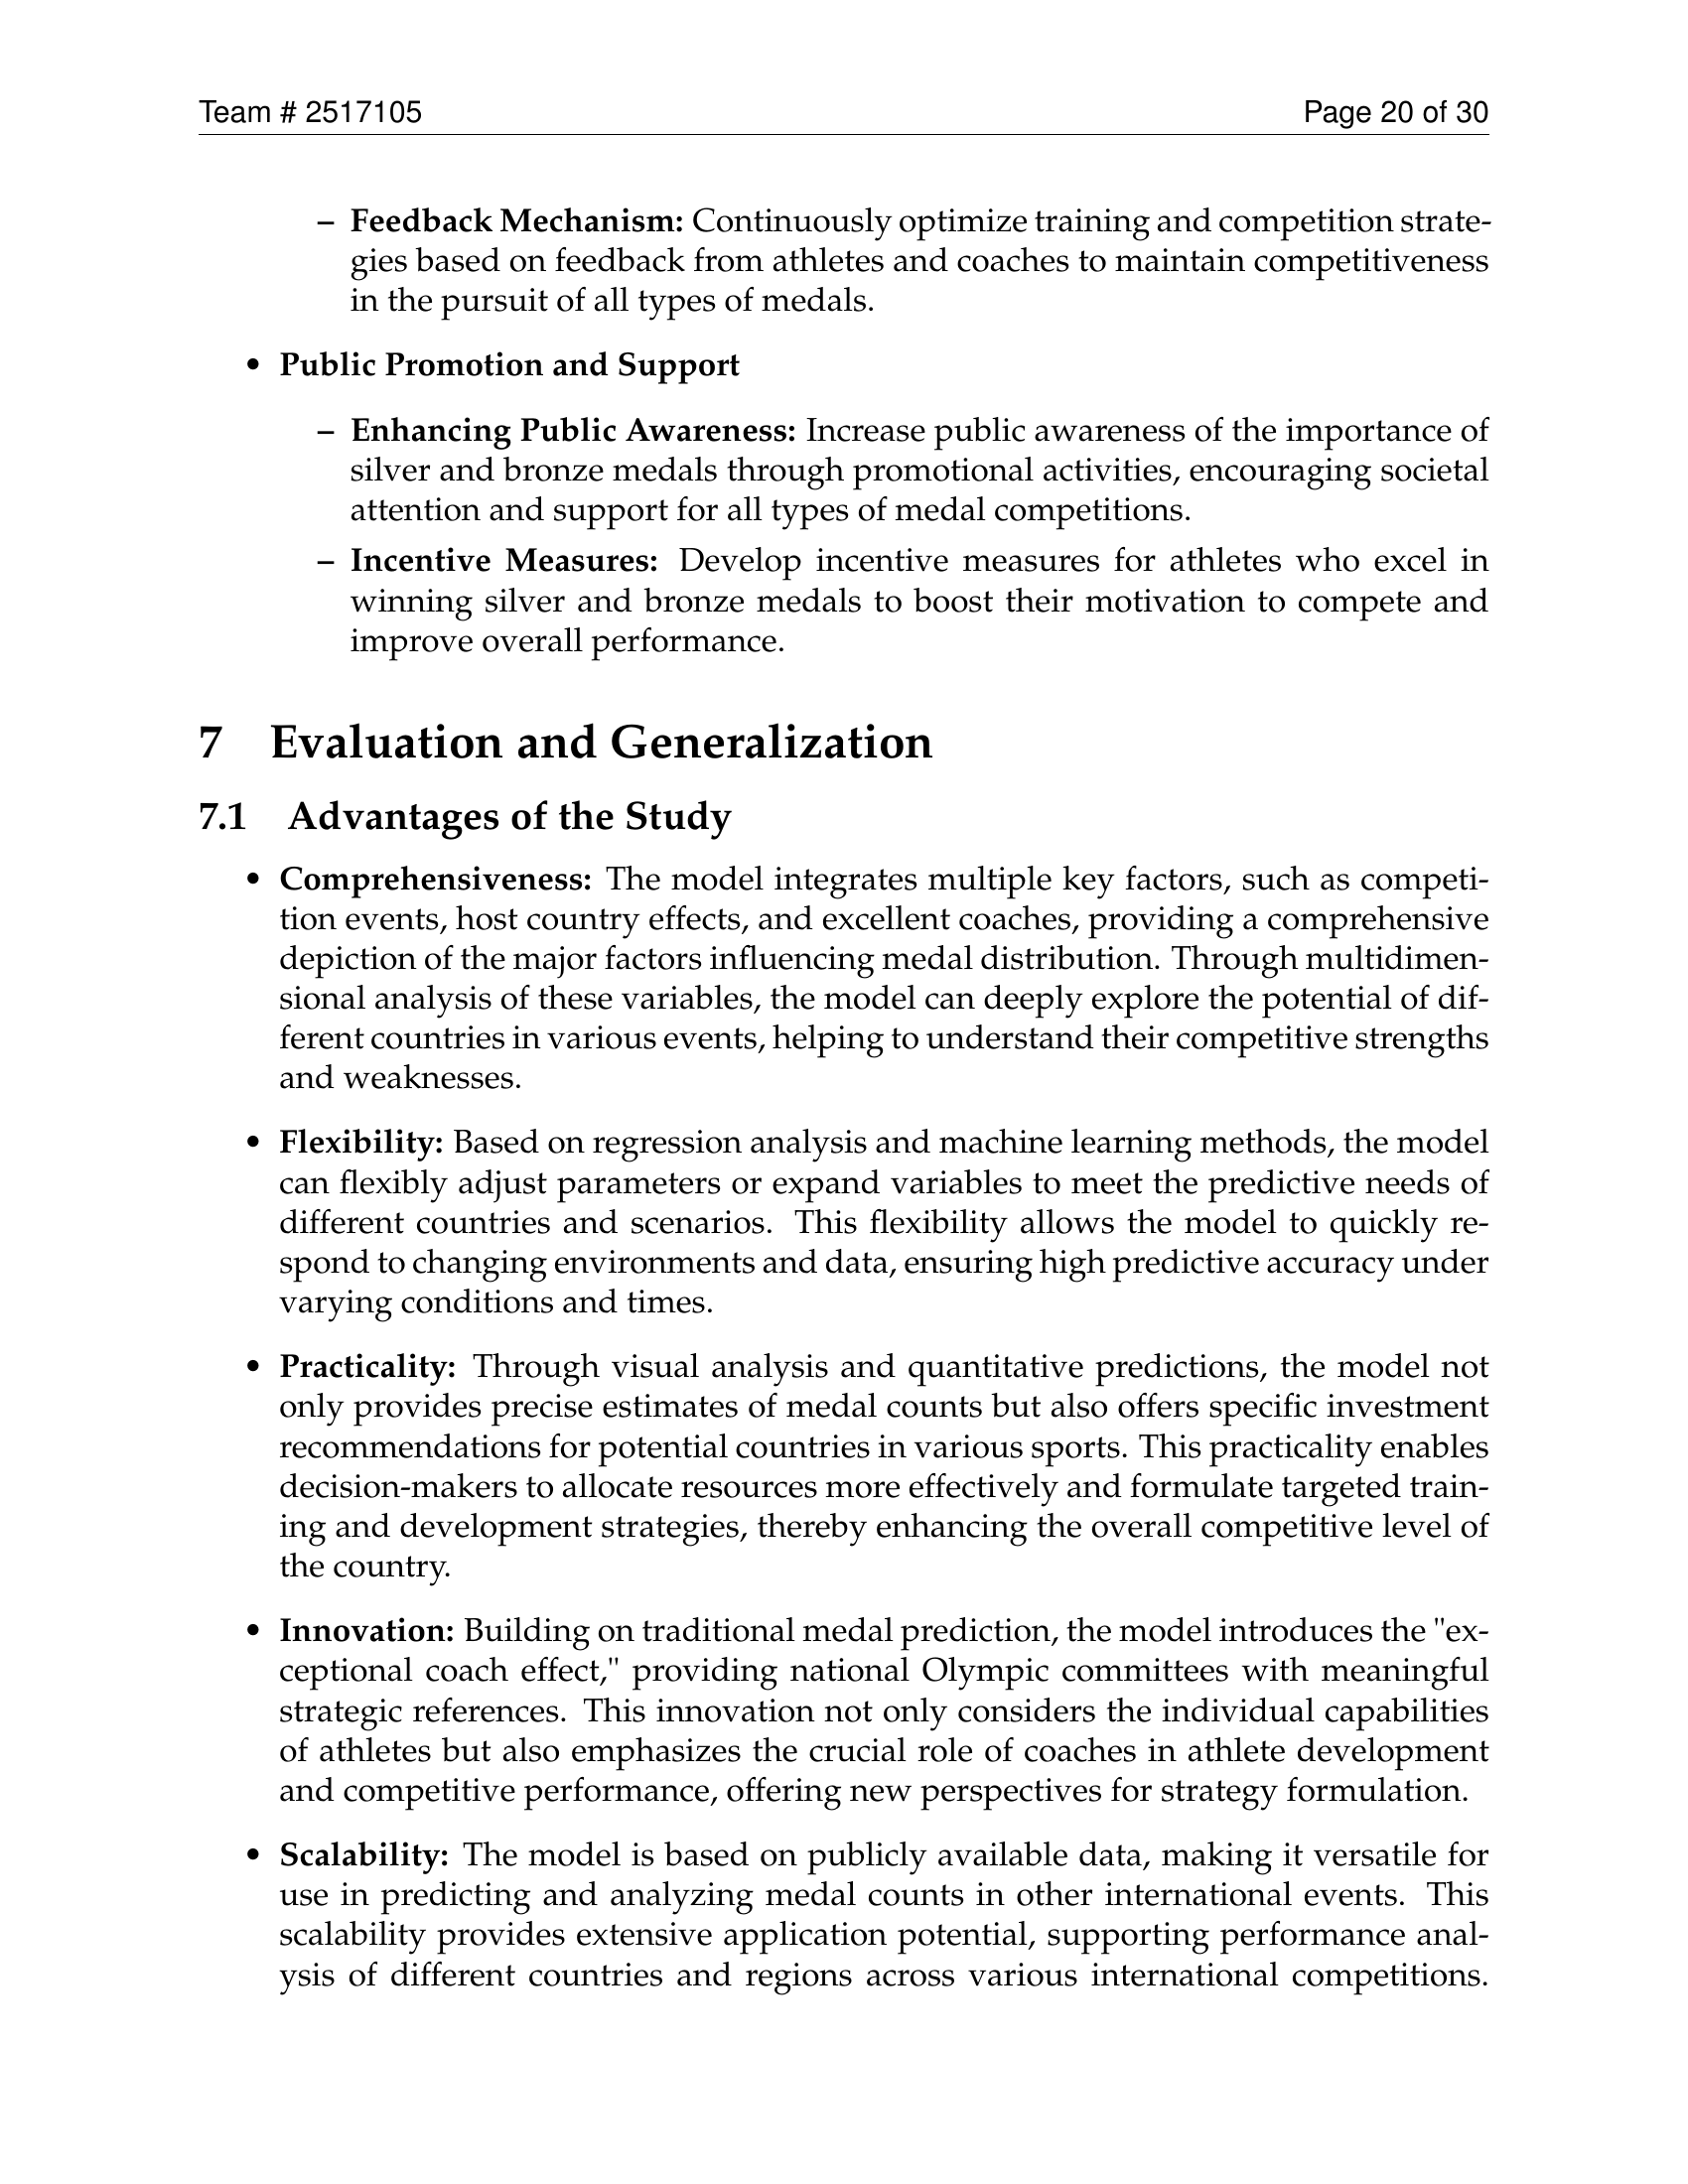 Team # 2517105 Page 20 of 30
– Feedback Mechanism: Continuously optimize training and competition strate-
gies based on feedback from athletes and coaches to maintain competitiveness
in the pursuit of all types of medals.
• Public Promotion and Support
– Enhancing Public Awareness: Increase public awareness of the importance of
silver and bronze medals through promotional activities, encouraging societal
attention and support for all types of medal competitions.
– Incentive Measures: Develop incentive measures for athletes who excel in
winning silver and bronze medals to boost their motivation to compete and
improve overall performance.
7 Evaluation and Generalization
7.1 Advantages of the Study
• Comprehensiveness: The model integrates multiple key factors, such as competi-
tion events, host country effects, and excellent coaches, providing a comprehensive
depiction of the major factors influencing medal distribution. Through multidimen-
sional analysis of these variables, the model can deeply explore the potential of dif-
ferent countries in various events, helping to understand their competitive strengths
and weaknesses.
• Flexibility: Based on regression analysis and machine learning methods, the model
can flexibly adjust parameters or expand variables to meet the predictive needs of
different countries and scenarios. This flexibility allows the model to quickly re-
spond to changing environments and data, ensuring high predictive accuracy under
varying conditions and times.
• Practicality: Through visual analysis and quantitative predictions, the model not
only provides precise estimates of medal counts but also offers specific investment
recommendations for potential countries in various sports. This practicality enables
decision-makers to allocate resources more effectively and formulate targeted train-
ing and development strategies, thereby enhancing the overall competitive level of
the country.
• Innovation: Building on traditional medal prediction, the model introduces the "ex-
ceptional coach effect," providing national Olympic committees with meaningful
strategic references. This innovation not only considers the individual capabilities
of athletes but also emphasizes the crucial role of coaches in athlete development
and competitive performance, offering new perspectives for strategy formulation.
• Scalability: The model is based on publicly available data, making it versatile for
use in predicting and analyzing medal counts in other international events. This
scalability provides extensive application potential, supporting performance anal-
ysis of different countries and regions across various international competitions.